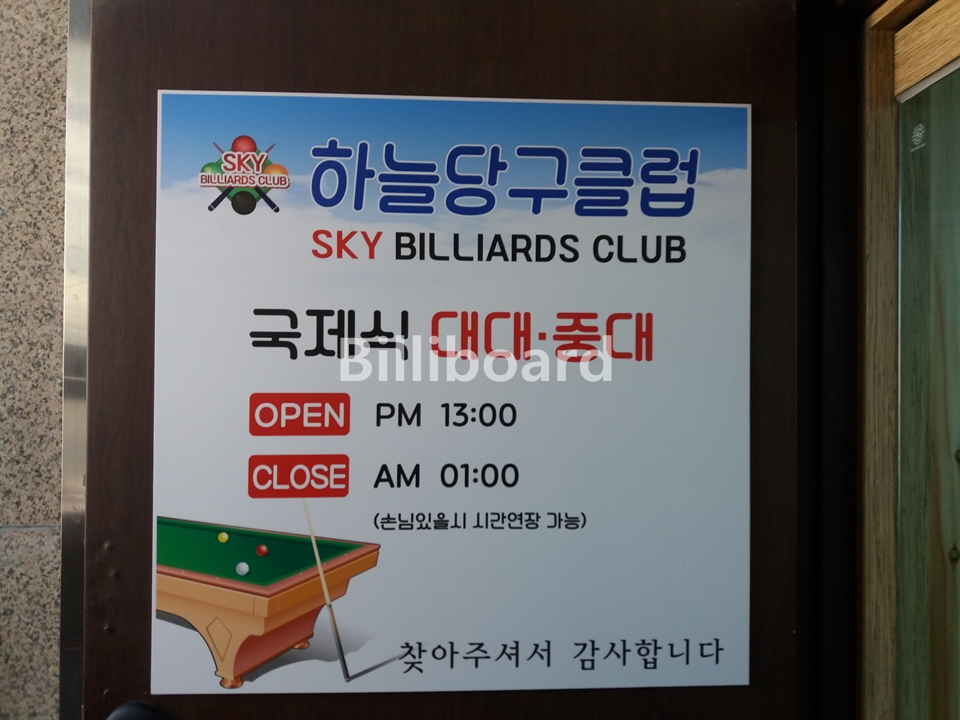 SKY
BILLIARDS CLUB
하늘당구클럽
SKY BILLIARDS CLUB
국제식 대대·중대
Billiboard
OPEN PM 13:00
CLOSE AM 01:00
(손님있을시 시간연장 가능)
찾아주셔서 감사합니다